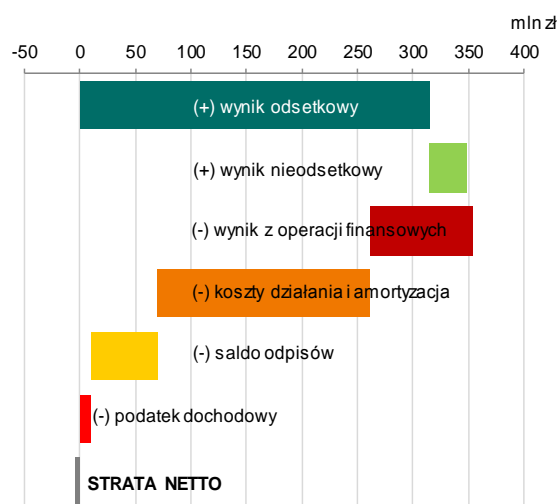 mln zł
-50 0 50 100 150 200 250 300 350 400
(+) wynik odsetkowy
(+) wynik nieodsetkowy
(-) wynik z operacji finansowych
(-) koszty działania i amortyzacja
(-) saldo odpisów
(-) podatek dochodowy
STRATA NETTO